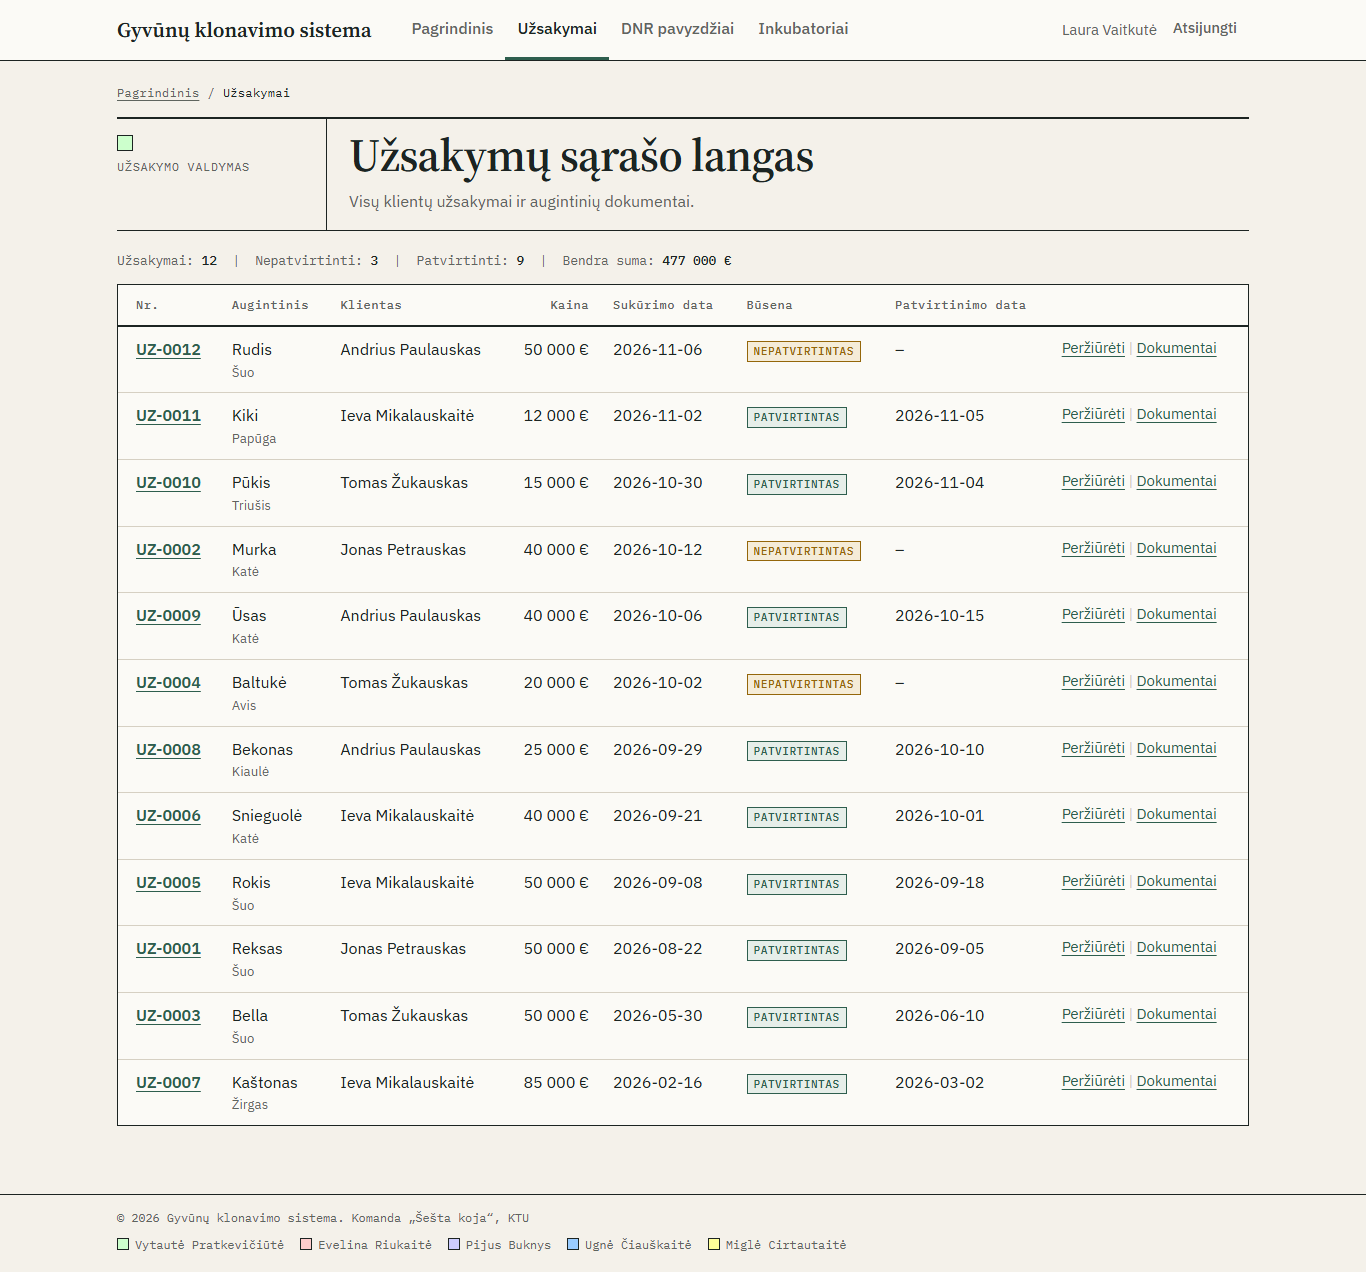 Gyvūnų klonavimo sistema Pagrindinis Užsakymai DNR pavyzdžiai Inkubatoriai Laura Vaitkutė Atsijungti
Pagrindinis / Užsakymai
UŽSAKYMO VALDYMAS
Užsakymų sąrašo langas
Visų klientų užsakymai ir augintinių dokumentai.
Užsakymai: 12 | Nepatvirtinti: 3 | Patvirtinti: 9 | Bendra suma: 477 000 €
Nr. Augintinis Klientas Kaina Sukūrimo data Būsena Patvirtinimo data
UZ-0012 Rudis Andrius Paulauskas 50 000 € 2026-11-06 NEPATVIRTINTAS – Peržiūrėti | Dokumentai
Šuo
UZ-0011 Kiki Ieva Mikalauskaitė 12 000 € 2026-11-02 PATVIRTINTAS 2026-11-05 Peržiūrėti | Dokumentai
Papūga
UZ-0010 Pūkis Tomas Žukauskas 15 000 € 2026-10-30 PATVIRTINTAS 2026-11-04 Peržiūrėti | Dokumentai
Triušis
UZ-0002 Murka Jonas Petrauskas 40 000 € 2026-10-12 NEPATVIRTINTAS – Peržiūrėti | Dokumentai
Katė
UZ-0009 Ūsas Andrius Paulauskas 40 000 € 2026-10-06 PATVIRTINTAS 2026-10-15 Peržiūrėti | Dokumentai
Katė
UZ-0004 Baltukė Tomas Žukauskas 20 000 € 2026-10-02 NEPATVIRTINTAS – Peržiūrėti | Dokumentai
Avis
UZ-0008 Bekonas Andrius Paulauskas 25 000 € 2026-09-29 PATVIRTINTAS 2026-10-10 Peržiūrėti | Dokumentai
Kiaulė
UZ-0006 Snieguolė Ieva Mikalauskaitė 40 000 € 2026-09-21 PATVIRTINTAS 2026-10-01 Peržiūrėti | Dokumentai
Katė
UZ-0005 Rokis Ieva Mikalauskaitė 50 000 € 2026-09-08 PATVIRTINTAS 2026-09-18 Peržiūrėti | Dokumentai
Šuo
UZ-0001 Reksas Jonas Petrauskas 50 000 € 2026-08-22 PATVIRTINTAS 2026-09-05 Peržiūrėti | Dokumentai
Šuo
UZ-0003 Bella Tomas Žukauskas 50 000 € 2026-05-30 PATVIRTINTAS 2026-06-10 Peržiūrėti | Dokumentai
Šuo
UZ-0007 Kaštonas Ieva Mikalauskaitė 85 000 € 2026-02-16 PATVIRTINTAS 2026-03-02 Peržiūrėti | Dokumentai
Žirgas
© 2026 Gyvūnų klonavimo sistema. Komanda „Šešta koja“, KTU
Vytautė Pratkevičiūtė Evelina Riukaitė Pijus Buknys Ugnė Čiauškaitė Miglė Cirtautaitė